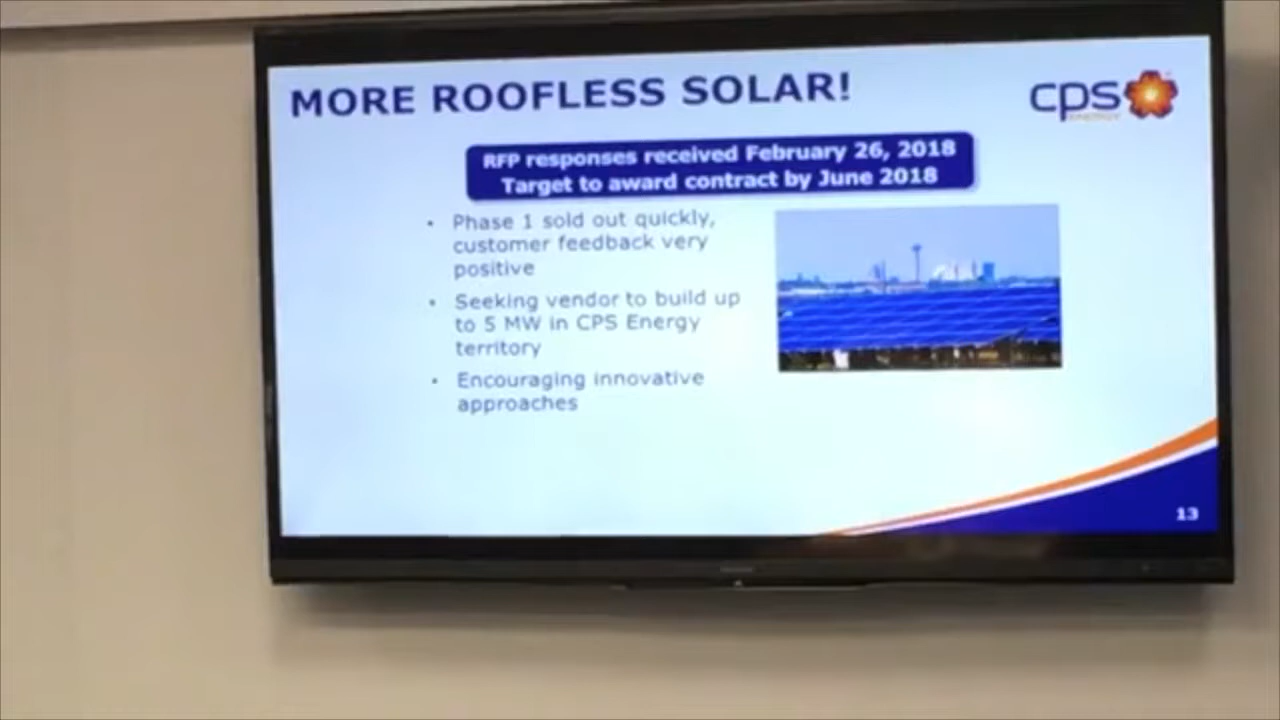 MORE ROOFLESS SOLAR!
cps
ENERGY
RFP responses received February 26, 2018
Target to award contract by June 2018
• Phase 1 sold out quickly,
customer feedback very
positive
• Seeking vendor to build up
to 5 MW in CPS Energy
territory
• Encouraging innovative
approaches
13